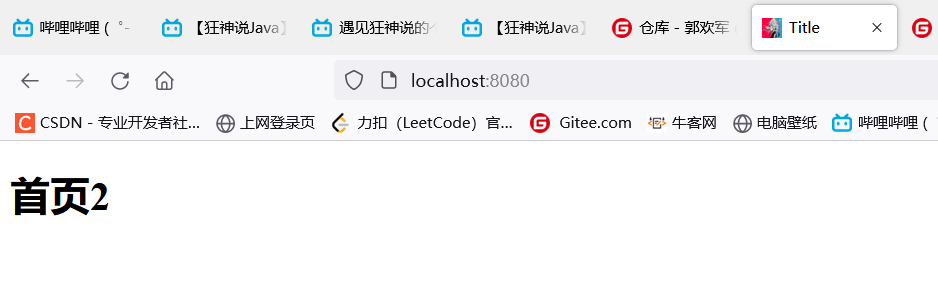 哔哩哔哩 ( ゜- 【狂神说Java】 遇见狂神说的个 【狂神说Java】 仓库 - 郭欢军 ( Title
localhost:8080
CSDN - 专业开发者社... 上网登录页 力扣（LeetCode）官... Gitee.com 牛客网 电脑壁纸 哔哩哔哩 (
首页2